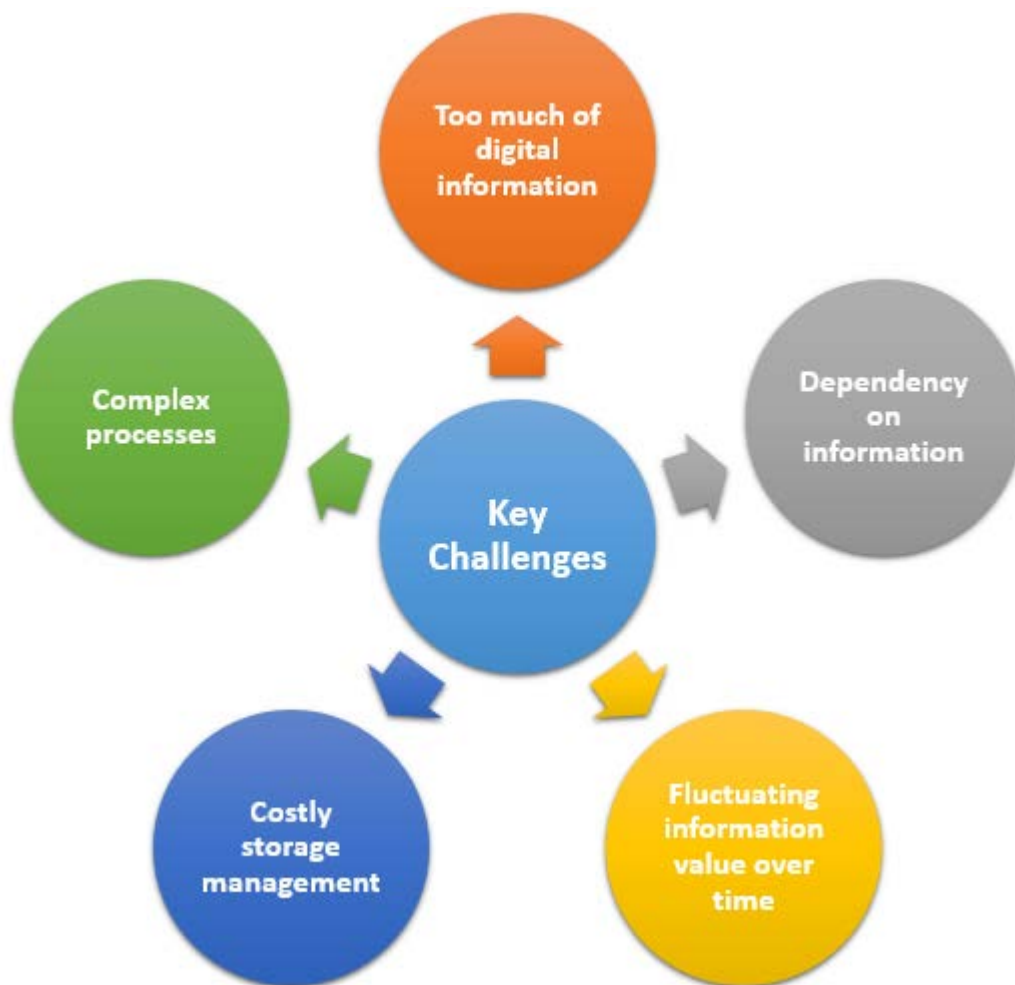 Too much of
digital
information
Dependency
on
information
Fluctuating
information
value over
time
Costly
storage
management
Complex
processes
Key
Challenges